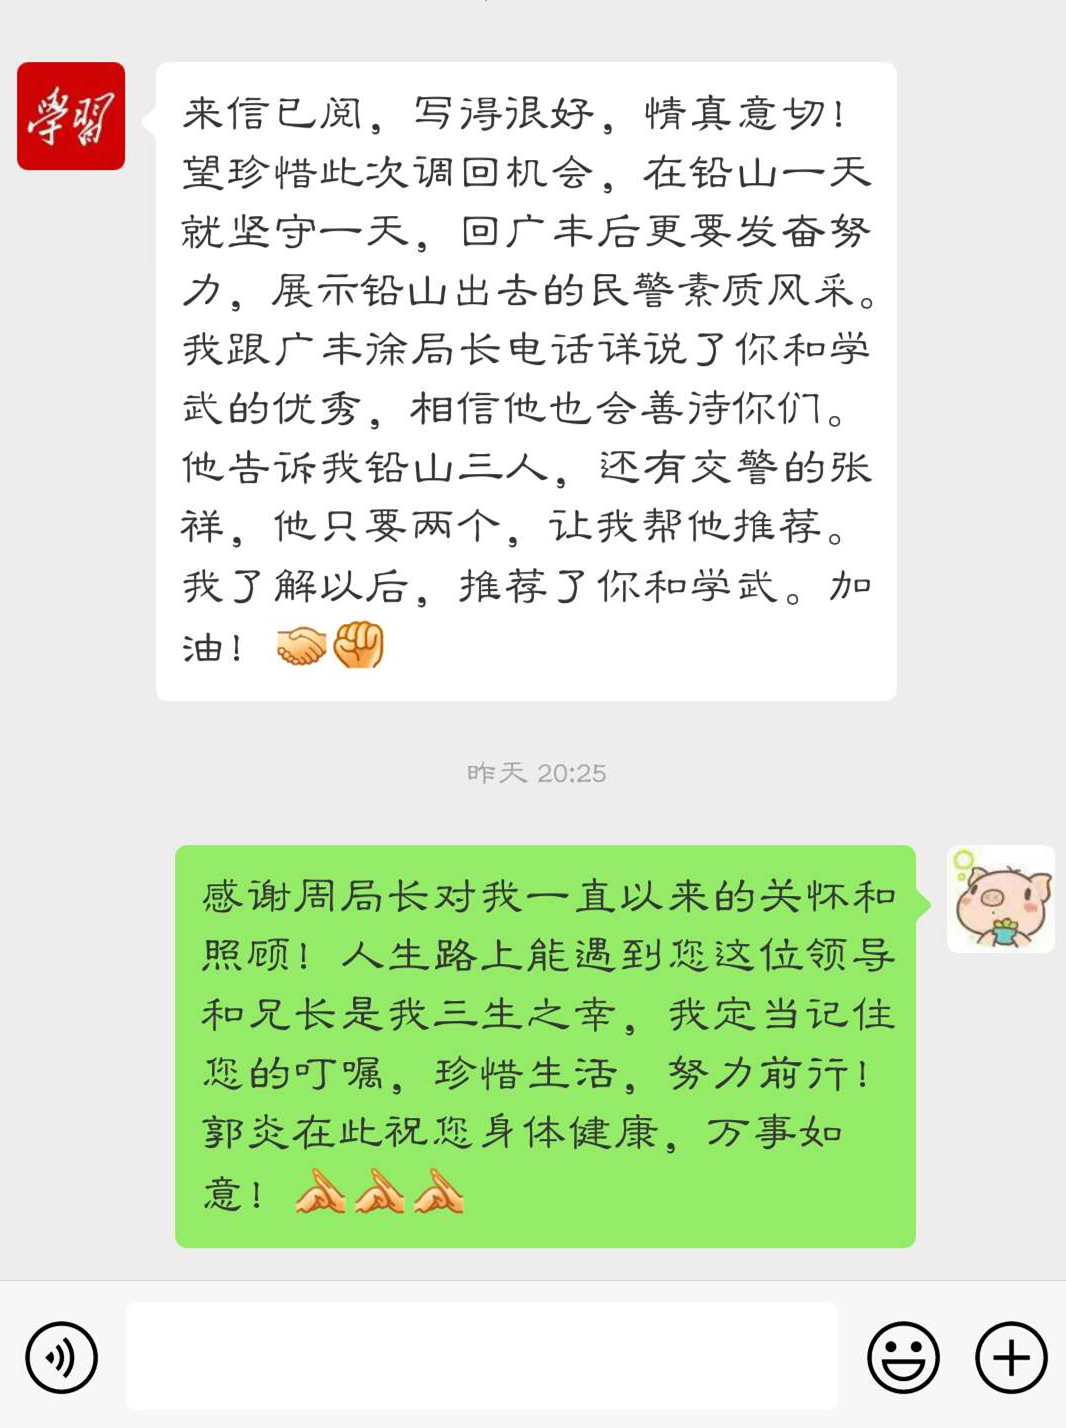 學習
来信已阅，写得很好，情真意切！
望珍惜此次调回机会，在铅山一天
就坚守一天，回广丰后更要发奋努
力，展示铅山出去的民警素质风采。
我跟广丰涂局长电话详说了你和学
武的优秀，相信他也会善待你们。
他告诉我铅山三人，还有交警的张
祥，他只要两个，让我帮他推荐。
我了解以后，推荐了你和学武。加
油！
昨天 20:25
感谢周局长对我一直以来的关怀和
照顾！人生路上能遇到您这位领导
和兄长是我三生之幸，我定当记住
您的叮嘱，珍惜生活，努力前行！
郭炎在此祝您身体健康，万事如
意！